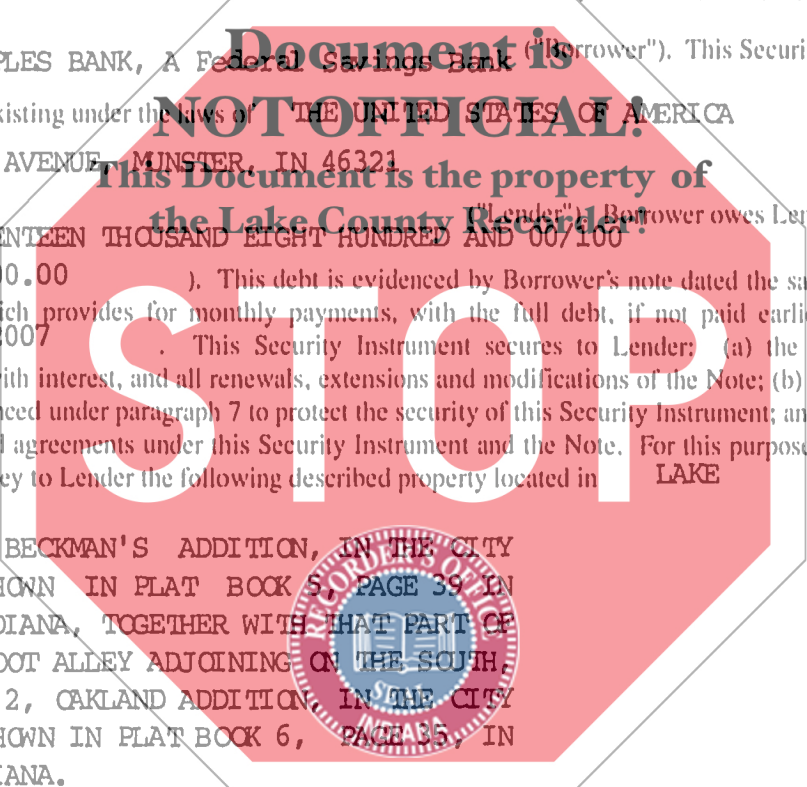 Document is
PLES BANK, A Federal Savings Bank ("Borrower"). This Securi
NOT OFFICIAL!
xisting under the laws of THE UNITED STATES OF AMERICA
AVENUE, MUNSTER, IN 46321
This Document is the property of
the Lake County Recorder!
("Lender"). Borrower owes Len
ENTEEN THOUSAND EIGHT HUNDRED AND 00/100
00.00 ). This debt is evidenced by Borrower's note dated the sa
ich provides for monthly payments, with the full debt, if not paid earli
2007 . This Security Instrument secures to Lender: (a) the
ith interest, and all renewals, extensions and modifications of the Note; (b)
nced under paragraph 7 to protect the security of this Security Instrument; an
d agreements under this Security Instrument and the Note. For this purpose
ey to Lender the following described property located in LAKE
STOP
BECKMAN'S ADDITION, IN THE CITY
HOWN IN PLAT BOOK 5, PAGE 39 IN
DIANA, TOGETHER WITH THAT PART OF
OOT ALLEY ADJOINING ON THE SOUTH,
2, OAKLAND ADDITION, IN THE CITY
HOWN IN PLAT BOOK 6, PAGE 35, IN
IANA.
RECORDER'S OFFICE
SEAL
INDIANA